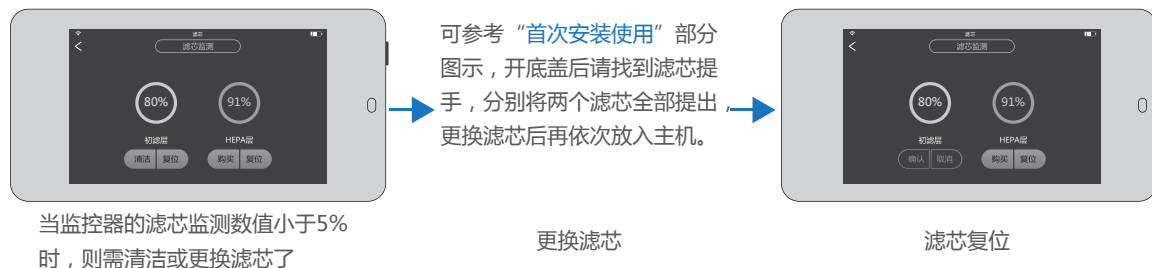 滤芯
滤芯监测
80%
91%
初滤层
HEPA层
清洁
复位
购买
复位
当监控器的滤芯监测数值小于5%
时，则需清洁或更换滤芯了
可参考“首次安装使用”部分
图示，开底盖后请找到滤芯提
手，分别将两个滤芯全部提出，
更换滤芯后再依次放入主机。
更换滤芯
滤芯
滤芯监测
80%
91%
初滤层
HEPA层
确认
取消
购买
复位
滤芯复位